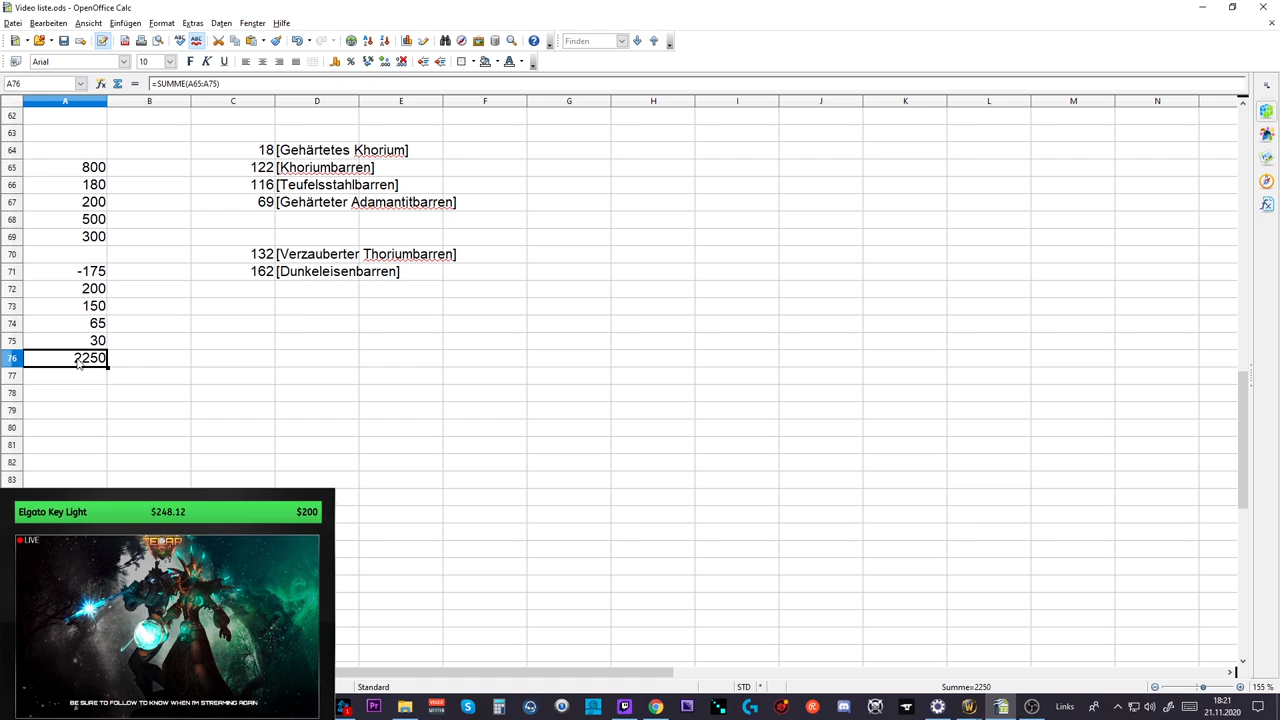 Video liste.ods - OpenOffice Calc
Datei Bearbeiten Ansicht Einfügen Format Extras Daten Fenster Hilfe
Finden
Arial 10 F K U
A76 =SUMME(A65:A75)
A B C D E F G H I J K L M N
62
63
64 18 [Gehärtetes Khorium]
65 800 122 [Khoriumbarren]
66 180 116 [Teufelsstahlbarren]
67 200 69 [Gehärteter Adamantitbarren]
68 500
69 300
70 132 [Verzauberter Thoriumbarren]
71 -175 162 [Dunkeleisenbarren]
72 200
73 150
74 65
75 30
76 2250
77
78
79
80
81
82
83
Elgato Key Light $248.12 $200
LIVE
BE SURE TO FOLLOW TO KNOW WHEN I'M STREAMING AGAIN
Standard STD * Summe=2250 155 %
Links 18:21
21.11.2020